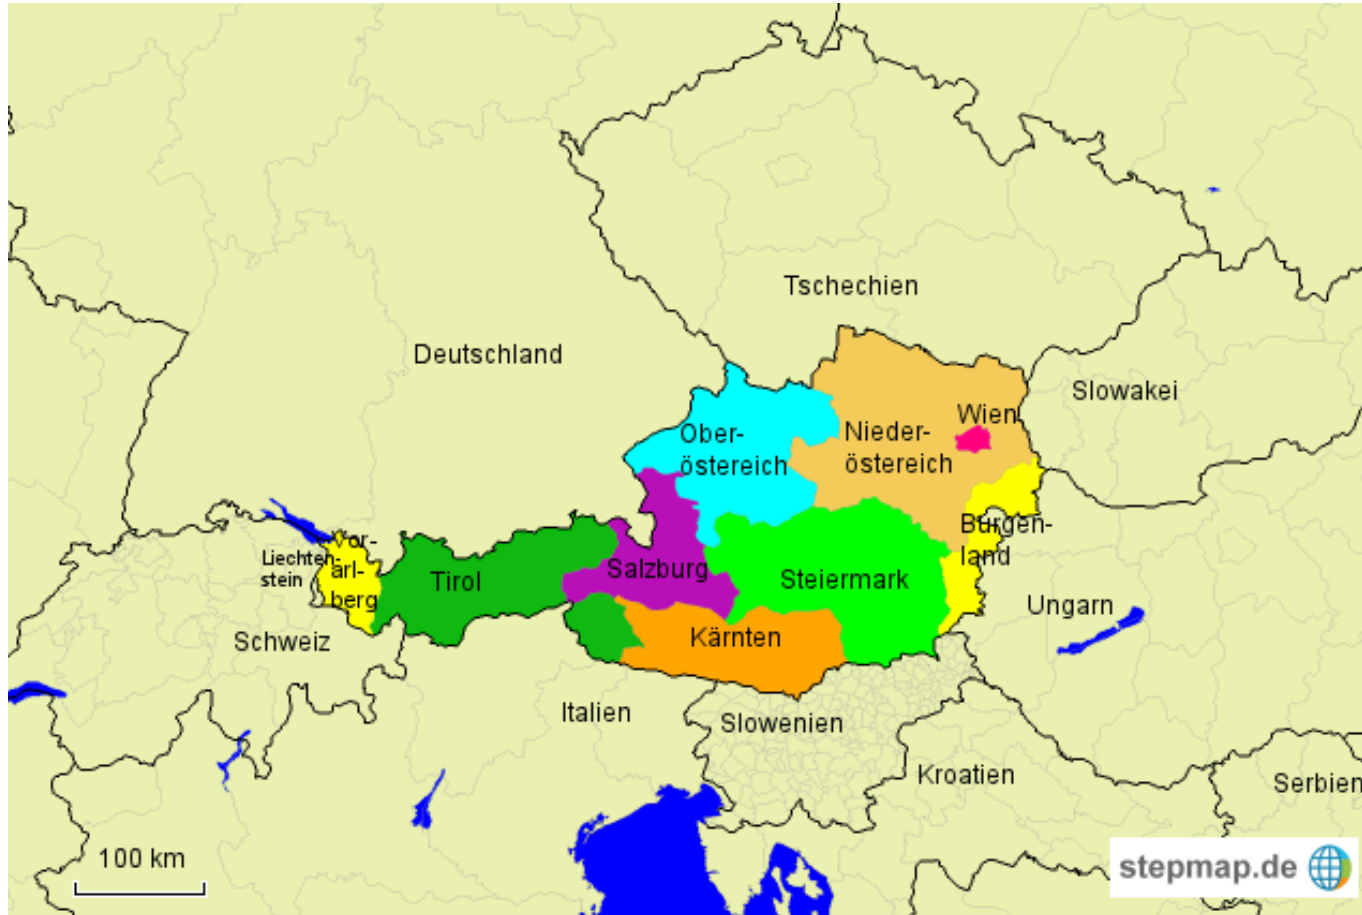 Tschechien
Deutschland
Slowakei
Wien
Ober-
östereich
Nieder-
östereich
Burgen-
land
Vor-
arl-
berg
Liechten-
stein
Tirol
Salzburg
Steiermark
Ungarn
Schweiz
Kärnten
Italien
Slowenien
Kroatien
Serbien
100 km
stepmap.de